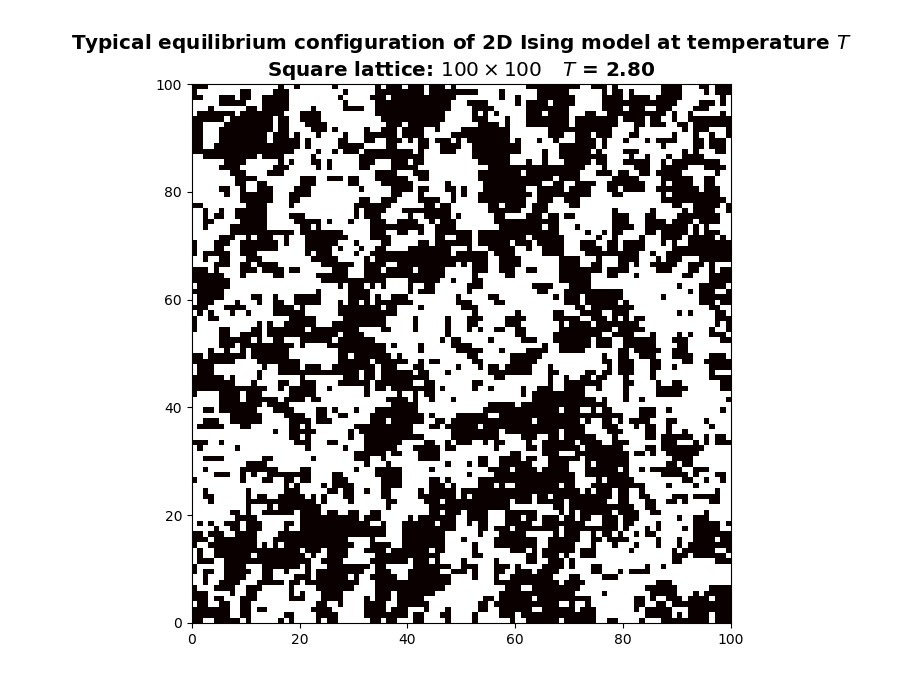 Typical equilibrium configuration of 2D Ising model at temperature T
Square lattice: 100 × 100 T = 2.80
100
80
60
40
20
0
0 20 40 60 80 100